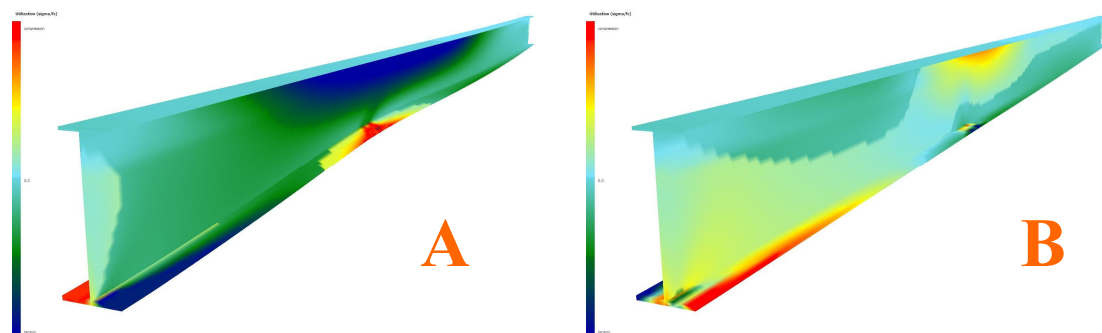 Utilization (sigma/fc)
compression
0.0
tension
A
Utilization (sigma/fc)
compression
0.0
tension
B